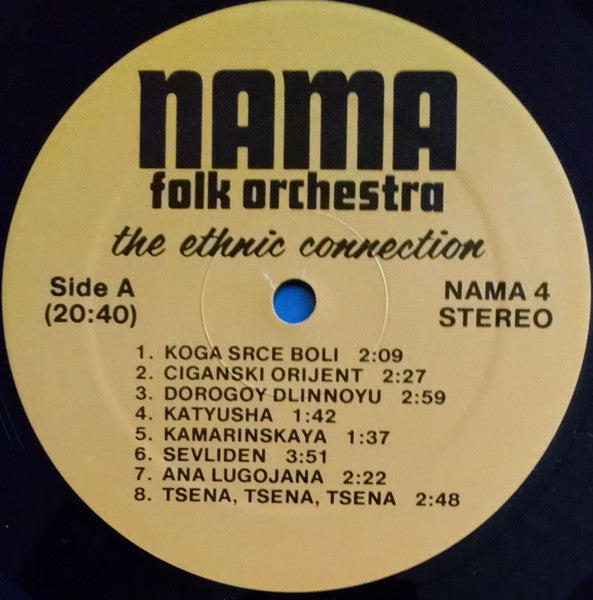 nama
folk orchestra
the ethnic connection
Side A
(20:40)
NAMA 4
STEREO
1. KOGA SRCE BOLI 2:09
2. CIGANSKI ORIJENT 2:27
3. DOROGOY DLINNOYU 2:59
4. KATYUSHA 1:42
5. KAMARINSKAYA 1:37
6. SEVLIDEN 3:51
7. ANA LUGOJANA 2:22
8. TSENA, TSENA, TSENA 2:48